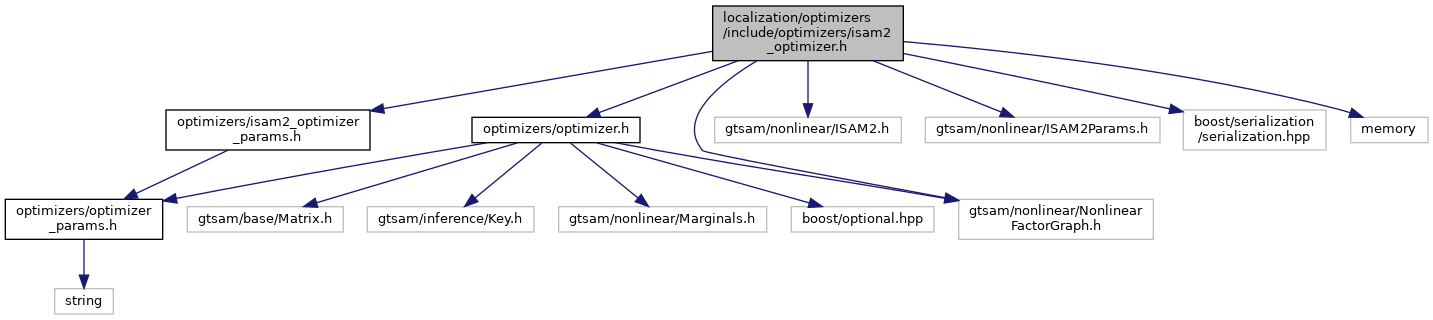 localization/optimizers
/include/optimizers/isam2
_optimizer.h
optimizers/isam2_optimizer
_params.h
optimizers/optimizer.h
gtsam/nonlinear/ISAM2.h
gtsam/nonlinear/ISAM2Params.h
boost/serialization
/serialization.hpp
memory
optimizers/optimizer
_params.h
gtsam/base/Matrix.h
gtsam/inference/Key.h
gtsam/nonlinear/Marginals.h
boost/optional.hpp
gtsam/nonlinear/Nonlinear
FactorGraph.h
string